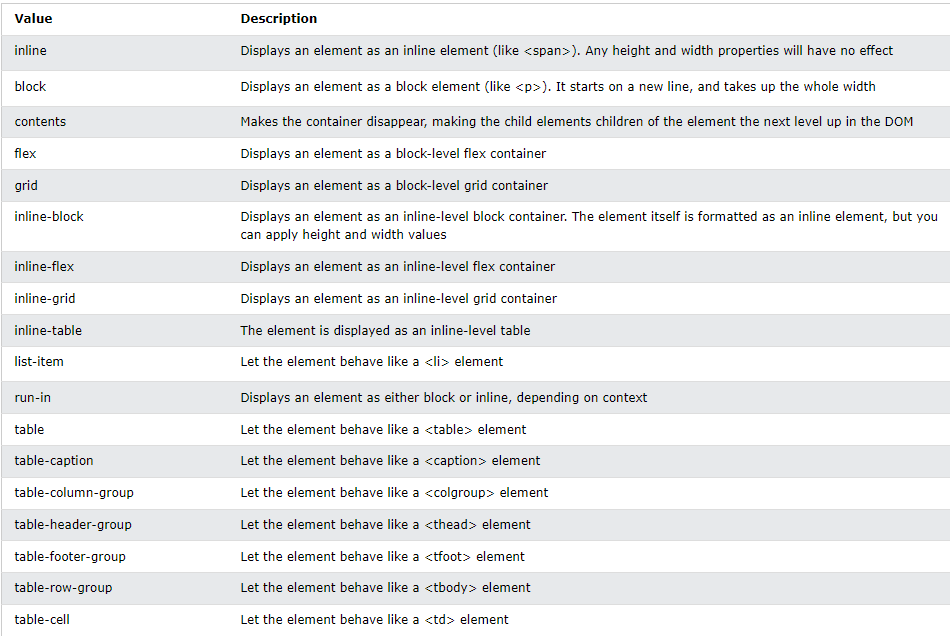 Value Description
inline Displays an element as an inline element (like <span>). Any height and width properties will have no effect
block Displays an element as a block element (like <p>). It starts on a new line, and takes up the whole width
contents Makes the container disappear, making the child elements children of the element the next level up in the DOM
flex Displays an element as a block-level flex container
grid Displays an element as a block-level grid container
inline-block Displays an element as an inline-level block container. The element itself is formatted as an inline element, but you
can apply height and width values
inline-flex Displays an element as an inline-level flex container
inline-grid Displays an element as an inline-level grid container
inline-table The element is displayed as an inline-level table
list-item Let the element behave like a <li> element
run-in Displays an element as either block or inline, depending on context
table Let the element behave like a <table> element
table-caption Let the element behave like a <caption> element
table-column-group Let the element behave like a <colgroup> element
table-header-group Let the element behave like a <thead> element
table-footer-group Let the element behave like a <tfoot> element
table-row-group Let the element behave like a <tbody> element
table-cell Let the element behave like a <td> element